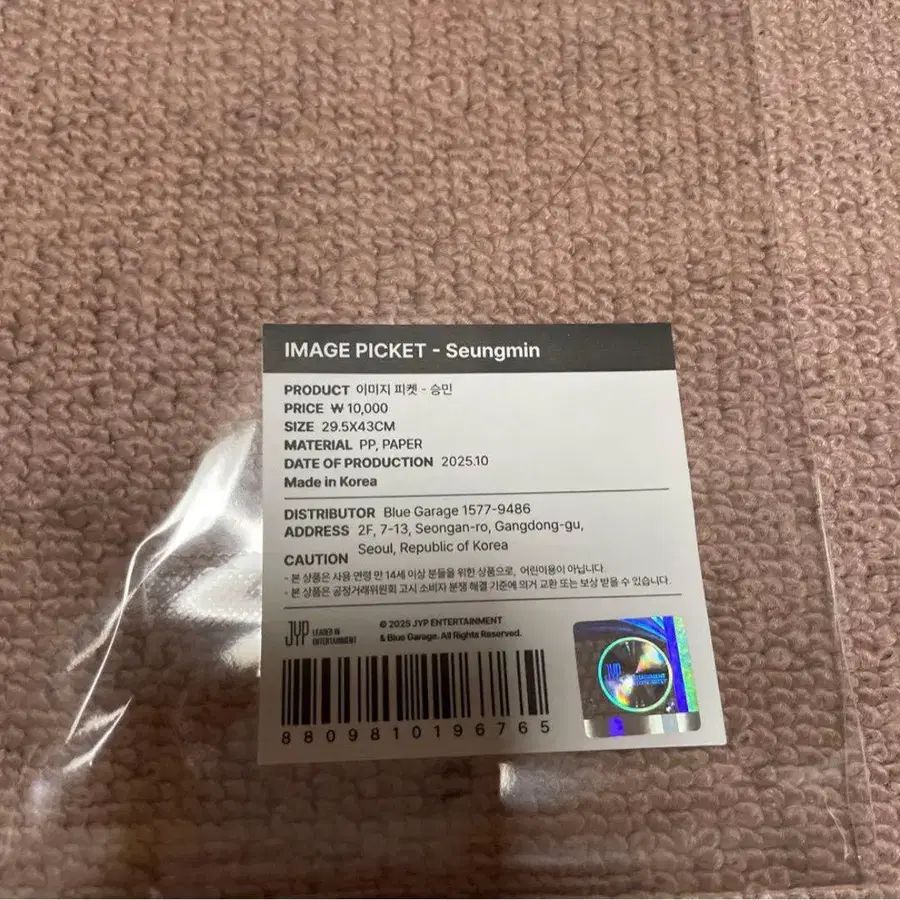 IMAGE PICKET - Seungmin
PRODUCT 이미지 피켓 - 승민
PRICE ₩ 10,000
SIZE 29.5X43CM
MATERIAL PP, PAPER
DATE OF PRODUCTION 2025.10
Made in Korea
DISTRIBUTOR Blue Garage 1577-9486
ADDRESS 2F, 7-13, Seongan-ro, Gangdong-gu,
Seoul, Republic of Korea
CAUTION
- 본 상품은 사용 연령 만 14세 이상 분들을 위한 상품으로, 어린이용이 아닙니다.
- 본 상품은 공정거래위원회 고시 소비자 분쟁 해결 기준에 의거 교환 또는 보상 받을 수 있습니다.
JYP LEADER IN
ENTERTAINMENT
© 2025 JYP ENTERTAINMENT
& Blue Garage. All Rights Reserved.
8809810196765
JYP